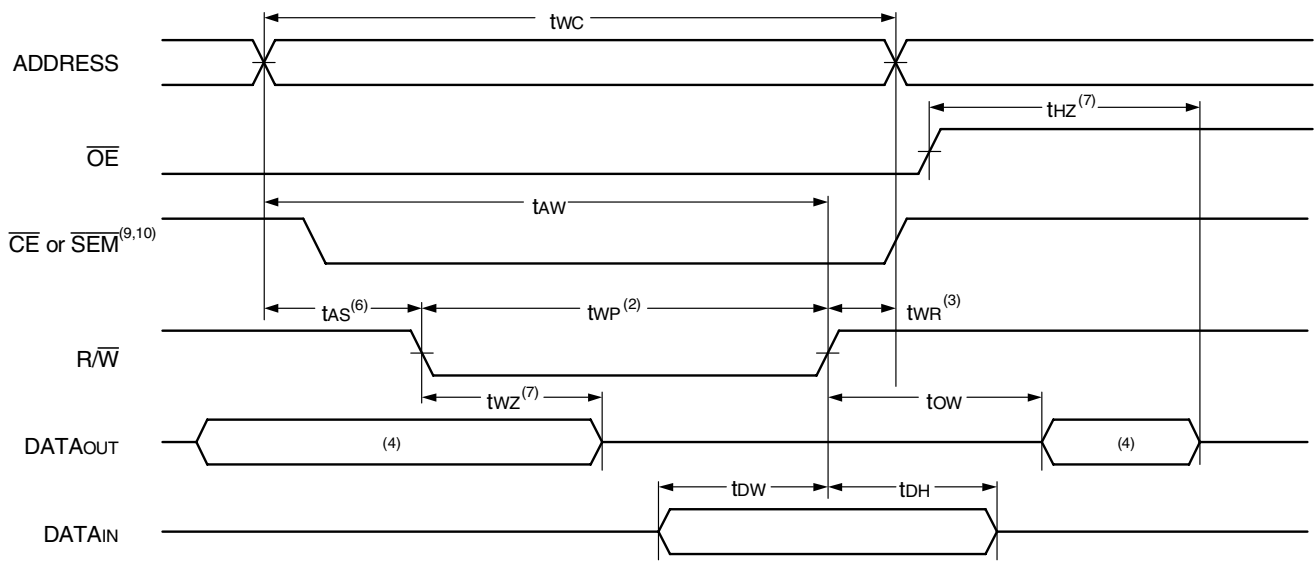 tWC
ADDRESS
tHZ(7)
OE
tAW
CE or SEM(9,10)
tAS(6)
tWP(2)
tWR(3)
R/W
tWZ(7)
tOW
DATAOUT
(4)
(4)
tDW
tDH
DATAIN